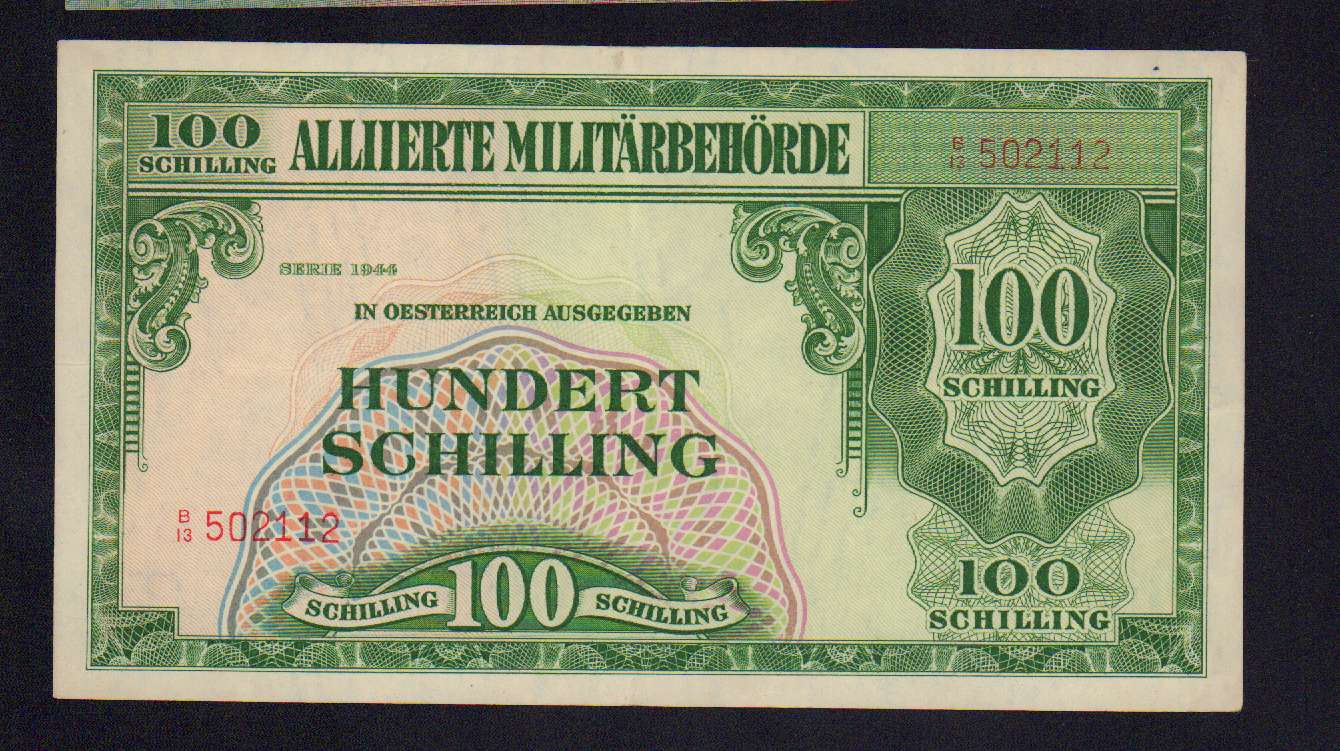 100
SCHILLING
ALLIIERTE MILITÄRBEHÖRDE
B
13 502112
SERIE 1944
IN OESTERREICH AUSGEGEBEN
HUNDERT
SCHILLING
100
SCHILLING
B
13 502112
SCHILLING 100 SCHILLING
100
SCHILLING